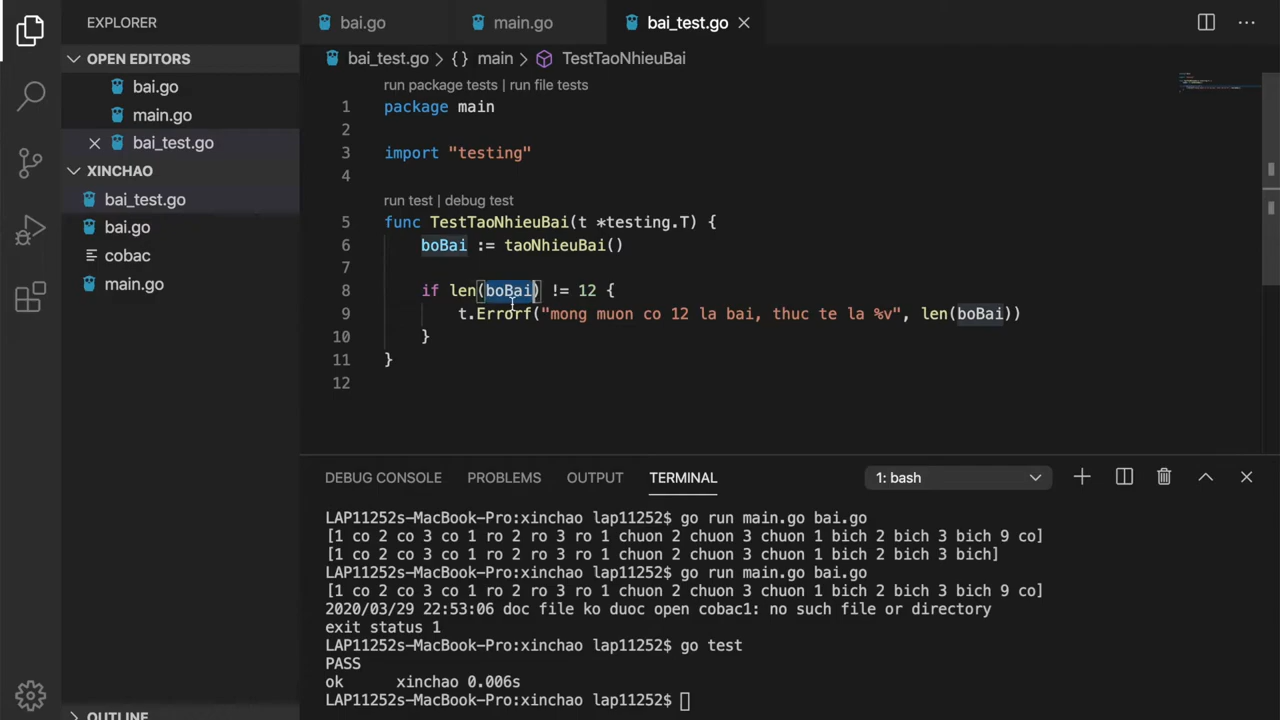 EXPLORER
bai.go
main.go
bai_test.go
OPEN EDITORS
bai.go
main.go
bai_test.go
XINCHAO
bai_test.go
bai.go
cobac
main.go
OUTLINE
bai_test.go > {} main > TestTaoNhieuBai
run package tests | run file tests
1 package main
2
3 import "testing"
4
run test | debug test
5 func TestTaoNhieuBai(t *testing.T) {
6 boBai := taoNhieuBai()
7
8 if len(boBai) != 12 {
9 t.Errorf("mong muon co 12 la bai, thuc te la %v", len(boBai))
10 }
11 }
12
DEBUG CONSOLE PROBLEMS OUTPUT TERMINAL 1: bash
LAP11252s-MacBook-Pro:xinchao lap11252$ go run main.go bai.go
[1 co 2 co 3 co 1 ro 2 ro 3 ro 1 chuon 2 chuon 3 chuon 1 bich 2 bich 3 bich 9 co]
[1 co 2 co 3 co 1 ro 2 ro 3 ro 1 chuon 2 chuon 3 chuon 1 bich 2 bich 3 bich]
LAP11252s-MacBook-Pro:xinchao lap11252$ go run main.go bai.go
[1 co 2 co 3 co 1 ro 2 ro 3 ro 1 chuon 2 chuon 3 chuon 1 bich 2 bich 3 bich 9 co]
2020/03/29 22:53:06 doc file ko duoc open cobac1: no such file or directory
exit status 1
LAP11252s-MacBook-Pro:xinchao lap11252$ go test
PASS
ok xinchao 0.006s
LAP11252s-MacBook-Pro:xinchao lap11252$